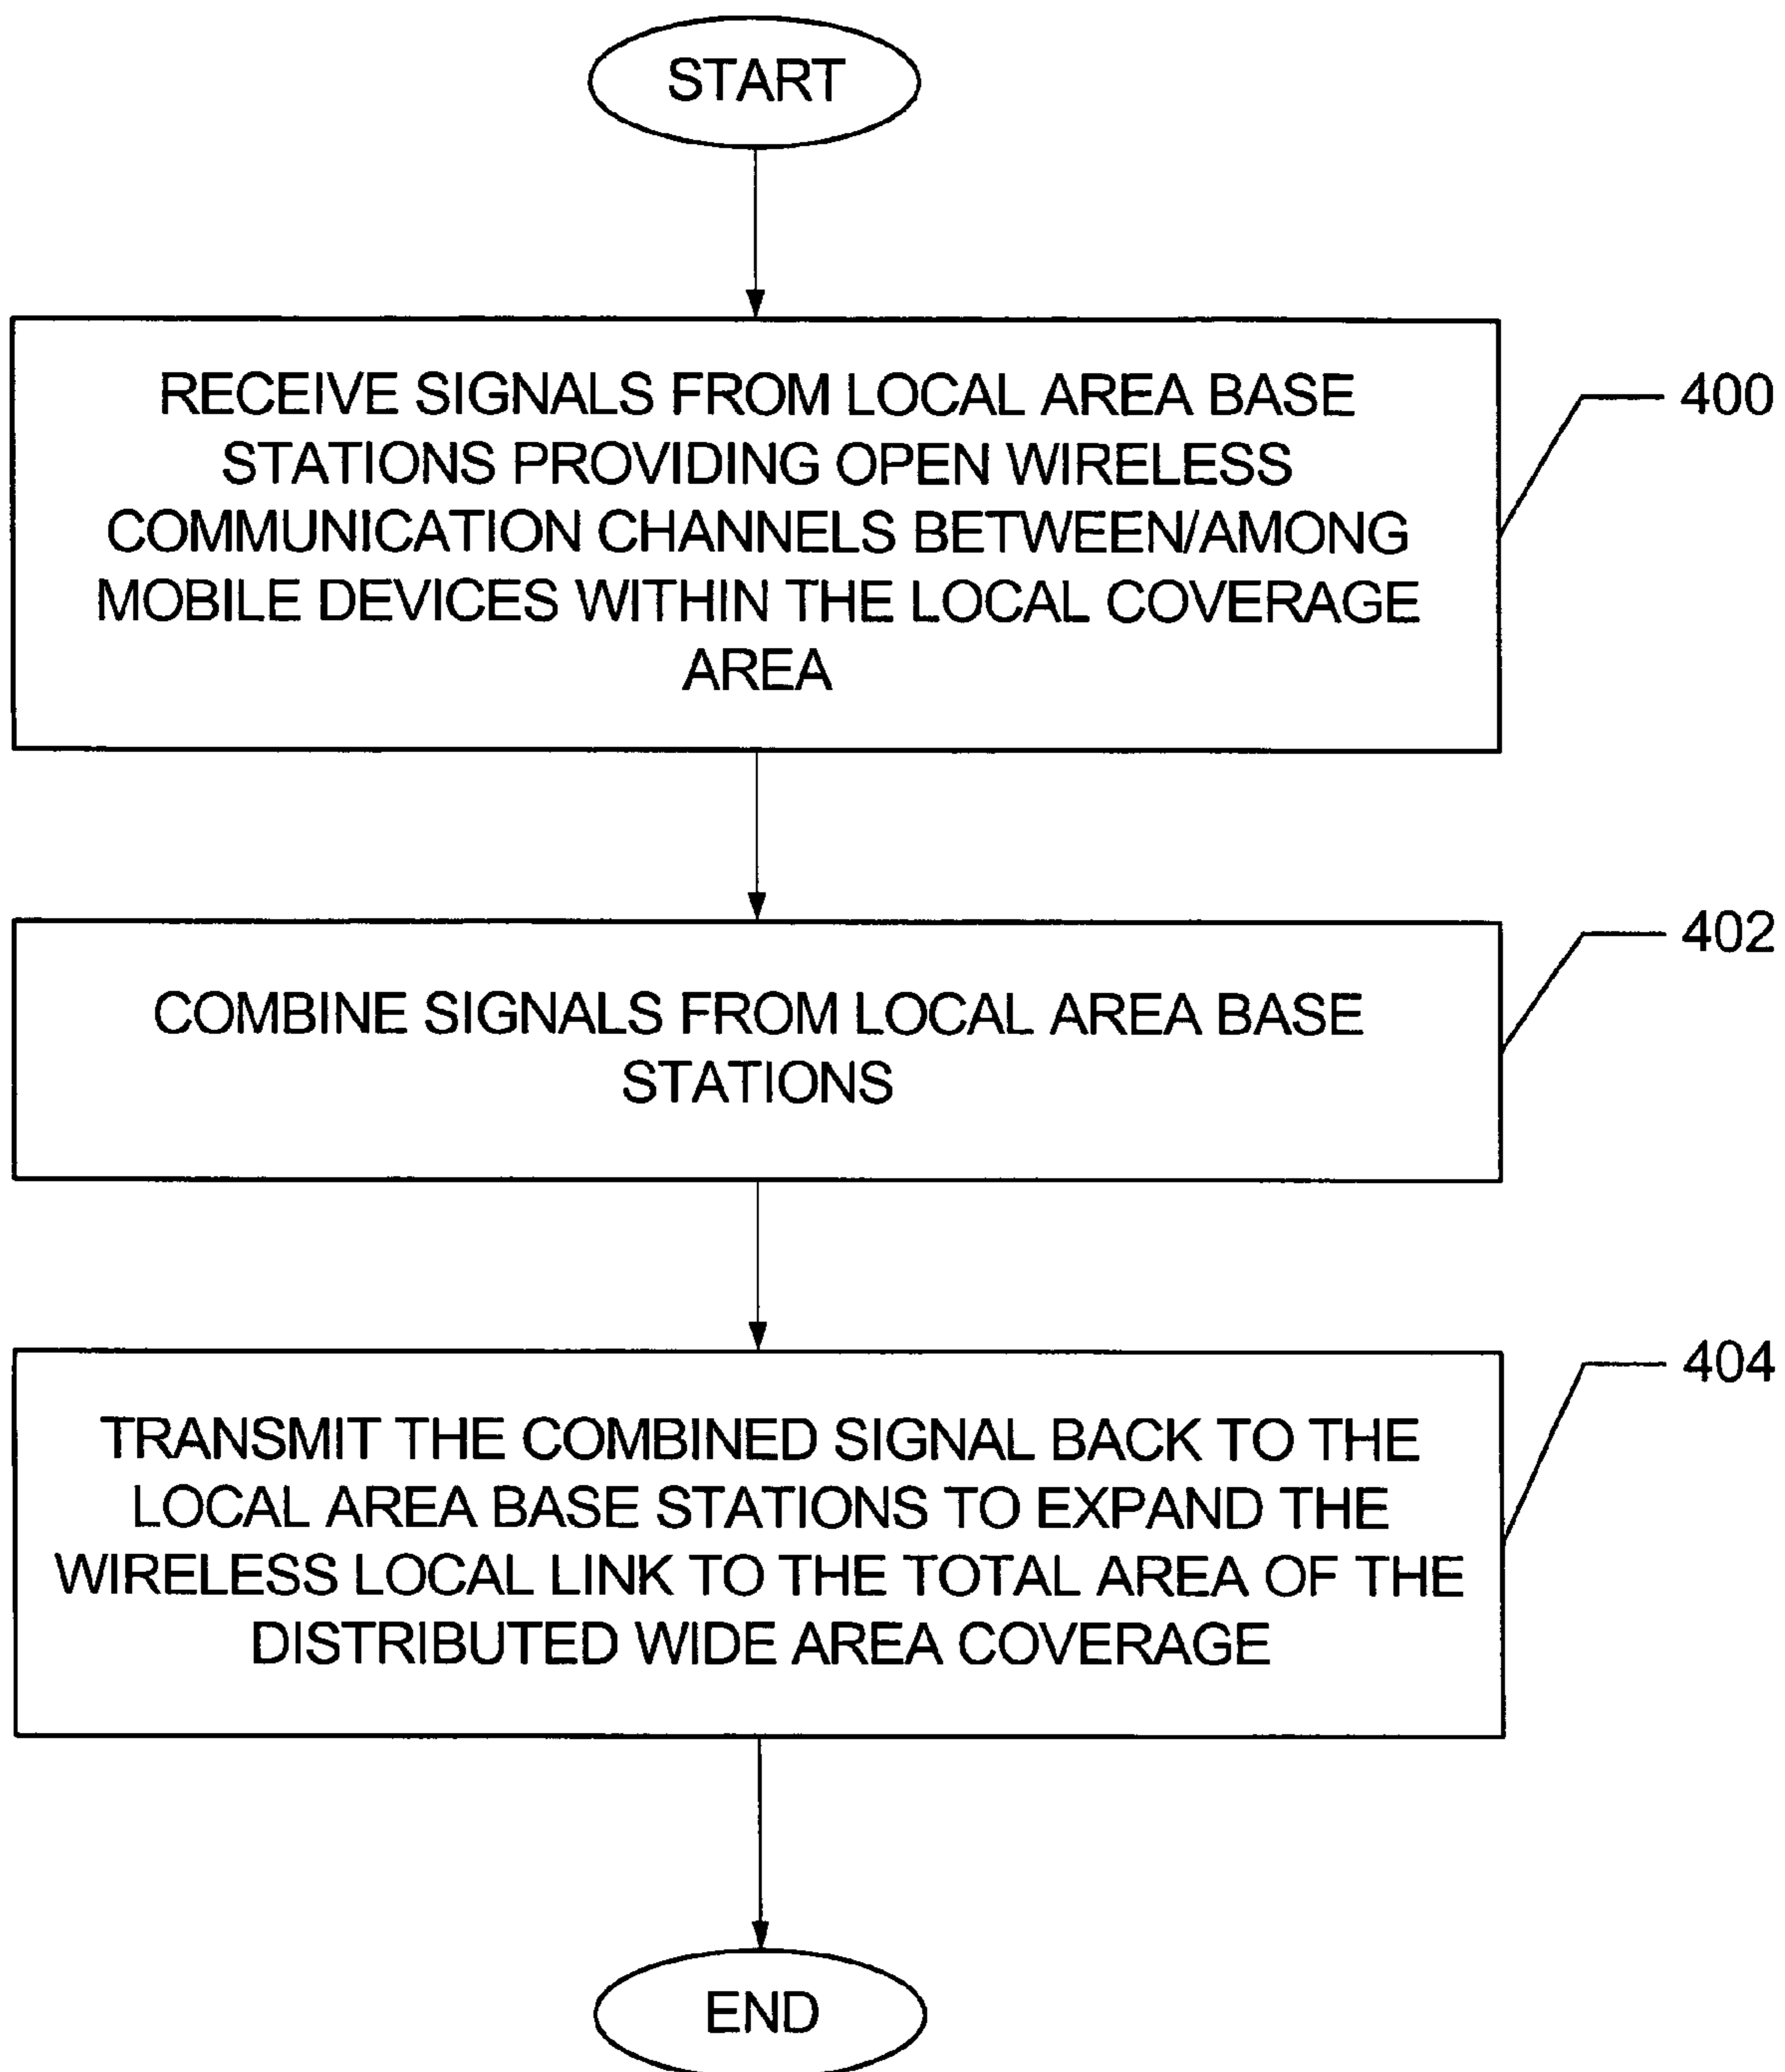 START
RECEIVE SIGNALS FROM LOCAL AREA BASE
STATIONS PROVIDING OPEN WIRELESS
COMMUNICATION CHANNELS BETWEEN/AMONG
MOBILE DEVICES WITHIN THE LOCAL COVERAGE
AREA
400
COMBINE SIGNALS FROM LOCAL AREA BASE
STATIONS
402
TRANSMIT THE COMBINED SIGNAL BACK TO THE
LOCAL AREA BASE STATIONS TO EXPAND THE
WIRELESS LOCAL LINK TO THE TOTAL AREA OF THE
DISTRIBUTED WIDE AREA COVERAGE
404
END